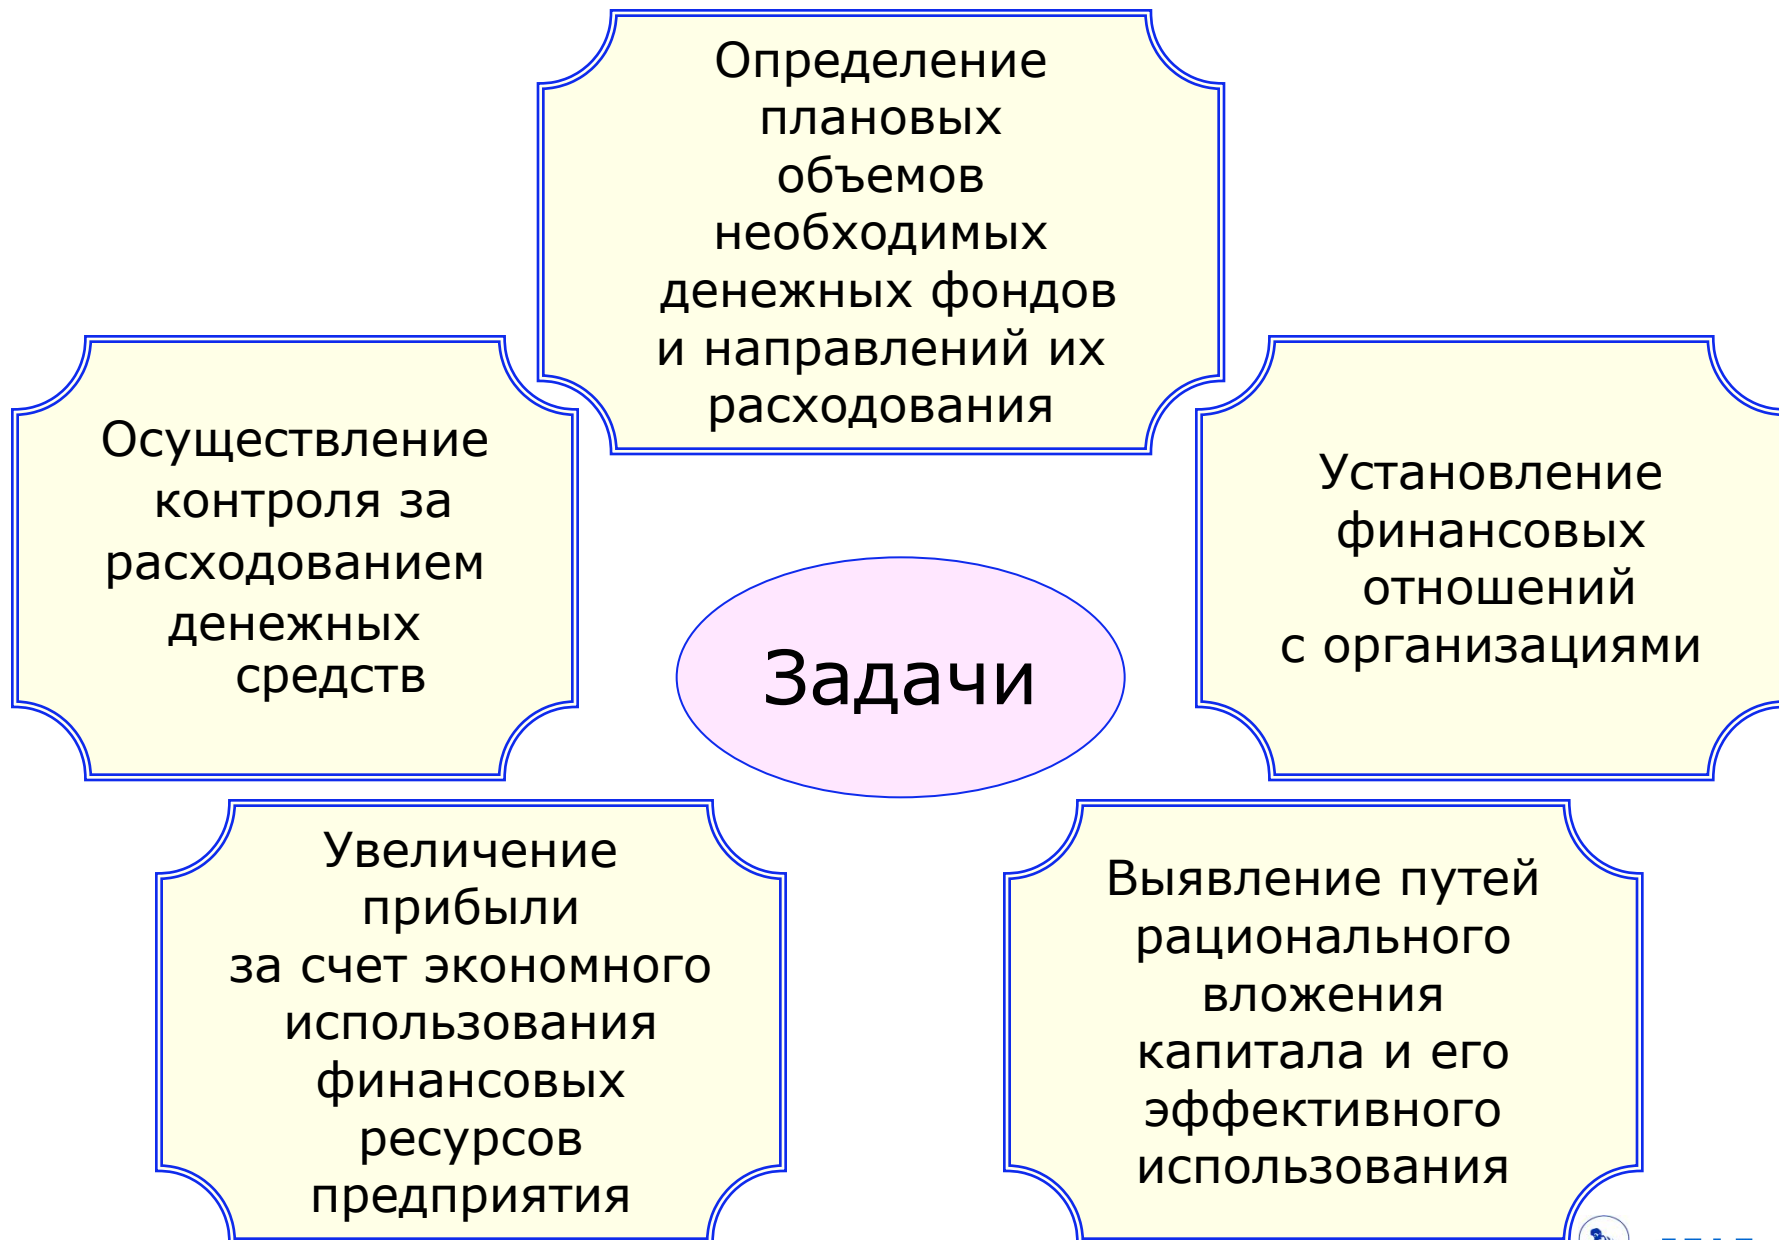 Определение
плановых
объемов
необходимых
денежных фондов
и направлений их
расходования
Осуществление
контроля за
расходованием
денежных
средств
Установление
финансовых
отношений
с организациями
Задачи
Увеличение
прибыли
за счет экономного
использования
финансовых
ресурсов
предприятия
Выявление путей
рационального
вложения
капитала и его
эффективного
использования